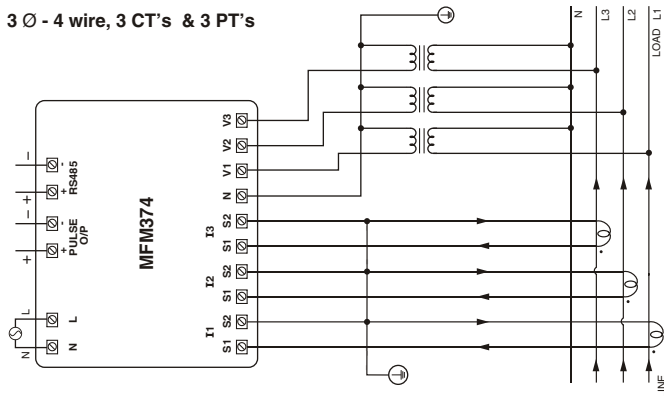 3 Ø - 4 wire, 3 CT's & 3 PT's
N
L3
L2
LOAD L1
V3
V2
V1
N
I3
S2
S1
I2
S2
S1
I1
S2
S1
MFM374
-
+
RS485
-
+
PULSE
O/P
L
N
−
+
−
+
L
N